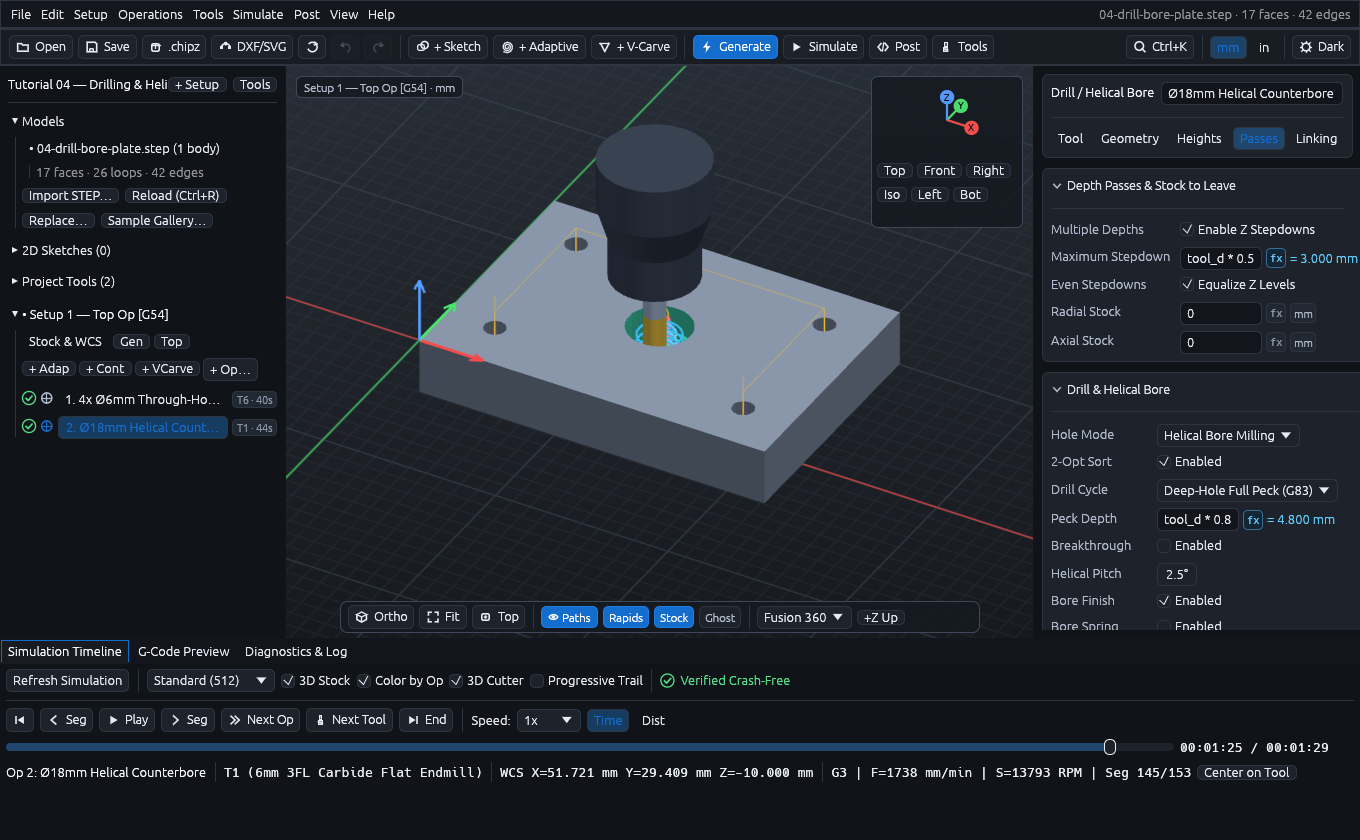 File Edit Setup Operations Tools Simulate Post View Help
04-drill-bore-plate.step · 17 faces · 42 edges
Open Save .chipz DXF/SVG + Sketch + Adaptive + V-Carve Generate Simulate Post Tools Ctrl+K mm in Dark
Tutorial 04 — Drilling & Heli + Setup Tools
Models
• 04-drill-bore-plate.step (1 body)
17 faces · 26 loops · 42 edges
Import STEP… Reload (Ctrl+R)
Replace… Sample Gallery…
2D Sketches (0)
Project Tools (2)
• Setup 1 — Top Op [G54]
Stock & WCS Gen Top
+ Adap + Cont + VCarve + Op…
1. 4x Ø6mm Through-Ho… T6 · 40s
2. Ø18mm Helical Count… T1 · 44s
Setup 1 — Top Op [G54] · mm
Z Y X
Top Front Right
Iso Left Bot
Ortho Fit Top Paths Rapids Stock Ghost Fusion 360 +Z Up
Drill / Helical Bore Ø18mm Helical Counterbore
Tool Geometry Heights Passes Linking
Depth Passes & Stock to Leave
Multiple Depths Enable Z Stepdowns
Maximum Stepdown tool_d * 0.5 fx = 3.000 mm
Even Stepdowns Equalize Z Levels
Radial Stock 0 fx mm
Axial Stock 0 fx mm
Drill & Helical Bore
Hole Mode Helical Bore Milling
2-Opt Sort Enabled
Drill Cycle Deep-Hole Full Peck (G83)
Peck Depth tool_d * 0.8 fx = 4.800 mm
Breakthrough Enabled
Helical Pitch 2.5°
Bore Finish Enabled
Bore Spring Enabled
Simulation Timeline G-Code Preview Diagnostics & Log
Refresh Simulation Standard (512) 3D Stock Color by Op 3D Cutter Progressive Trail Verified Crash-Free
Seg Play Seg Next Op Next Tool End Speed: 1x Time Dist
00:01:25 / 00:01:29
Op 2: Ø18mm Helical Counterbore T1 (6mm 3FL Carbide Flat Endmill) WCS X=51.721 mm Y=29.409 mm Z=-10.000 mm G3 | F=1738 mm/min | S=13793 RPM | Seg 145/153 Center on Tool